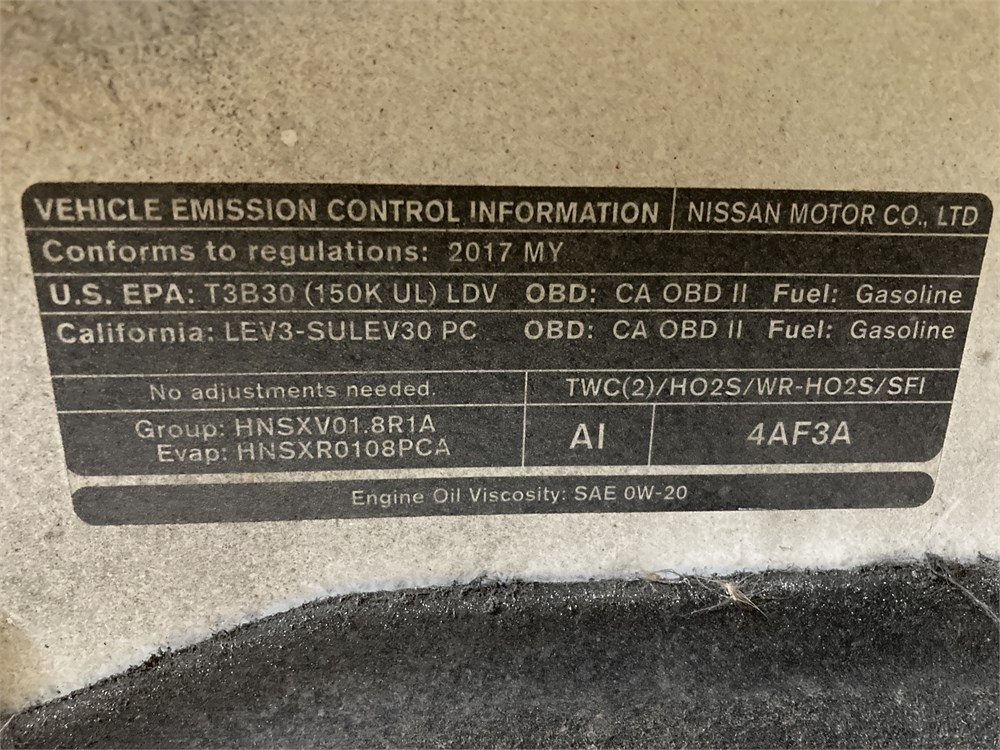 VEHICLE EMISSION CONTROL INFORMATION NISSAN MOTOR CO., LTD
Conforms to regulations: 2017 MY
U.S. EPA: T3B30 (150K UL) LDV OBD: CA OBD II Fuel: Gasoline
California: LEV3-SULEV30 PC OBD: CA OBD II Fuel: Gasoline
No adjustments needed. TWC(2)/HO2S/WR-HO2S/SFI
Group: HNSXV01.8R1A
Evap: HNSXR0108PCA
AI 4AF3A
Engine Oil Viscosity: SAE 0W-20